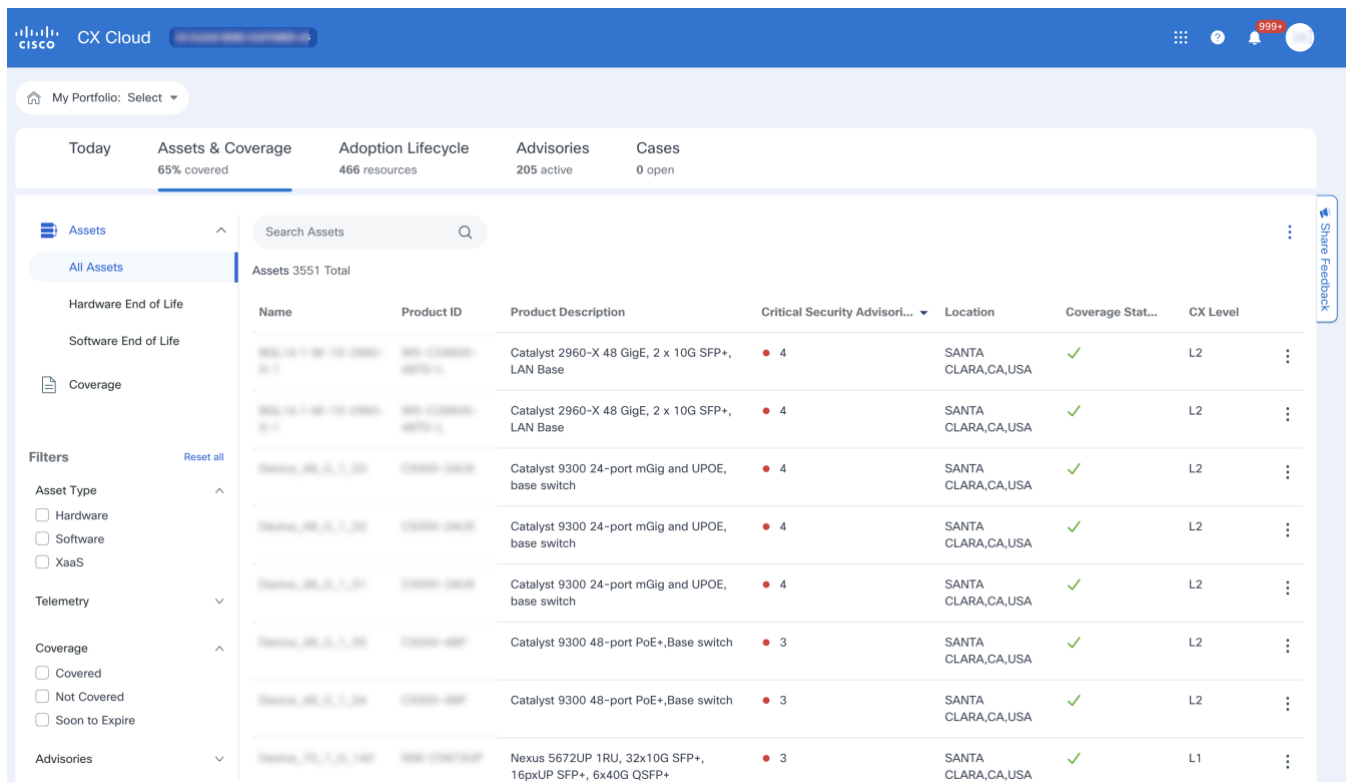 CISCO
CX Cloud
999+
My Portfolio: Select
Today
Assets & Coverage
65% covered
Adoption Lifecycle
466 resources
Advisories
205 active
Cases
0 open
Share Feedback
Assets
All Assets
Hardware End of Life
Software End of Life
Coverage
Filters
Reset all
Asset Type
Hardware
Software
XaaS
Telemetry
Coverage
Covered
Not Covered
Soon to Expire
Advisories
Search Assets
Assets 3551 Total
Name Product ID Product Description Critical Security Advisori... Location Coverage Stat... CX Level
Catalyst 2960-X 48 GigE, 2 x 10G SFP+, 4 SANTA L2
LAN Base CLARA,CA,USA
Catalyst 2960-X 48 GigE, 2 x 10G SFP+, 4 SANTA L2
LAN Base CLARA,CA,USA
Catalyst 9300 24-port mGig and UPOE, 4 SANTA L2
base switch CLARA,CA,USA
Catalyst 9300 24-port mGig and UPOE, 4 SANTA L2
base switch CLARA,CA,USA
Catalyst 9300 24-port mGig and UPOE, 4 SANTA L2
base switch CLARA,CA,USA
Catalyst 9300 48-port PoE+,Base switch 3 SANTA L2
CLARA,CA,USA
Catalyst 9300 48-port PoE+,Base switch 3 SANTA L2
CLARA,CA,USA
Nexus 5672UP 1RU, 32x10G SFP+, 3 SANTA L1
16pxUP SFP+, 6x40G QSFP+ CLARA,CA,USA